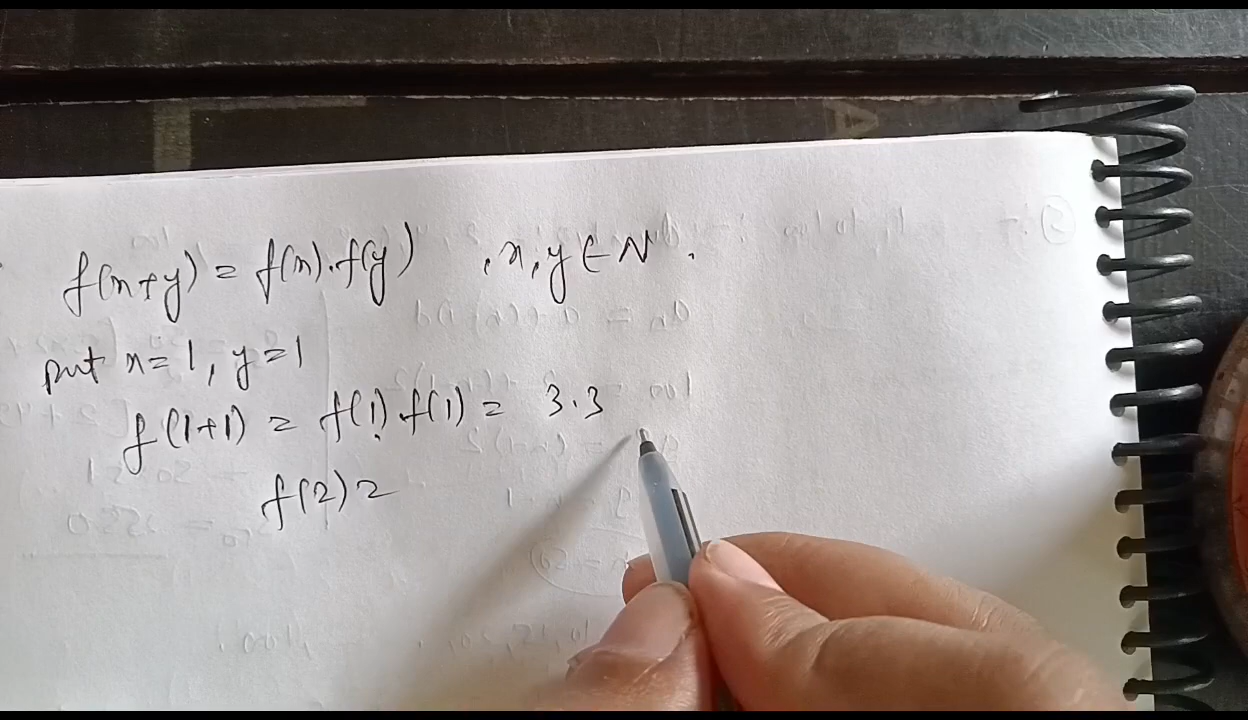 f(x+y) = f(x).f(y) , x, y ∈ N .
put x = 1, y = 1
f(1+1) = f(1).f(1) = 3.3
f(2) =